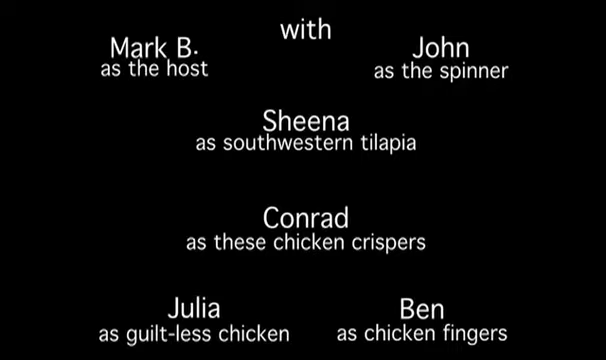 with
Mark B.
as the host
John
as the spinner
Sheena
as southwestern tilapia
Conrad
as these chicken crispers
Julia
as guilt-less chicken
Ben
as chicken fingers